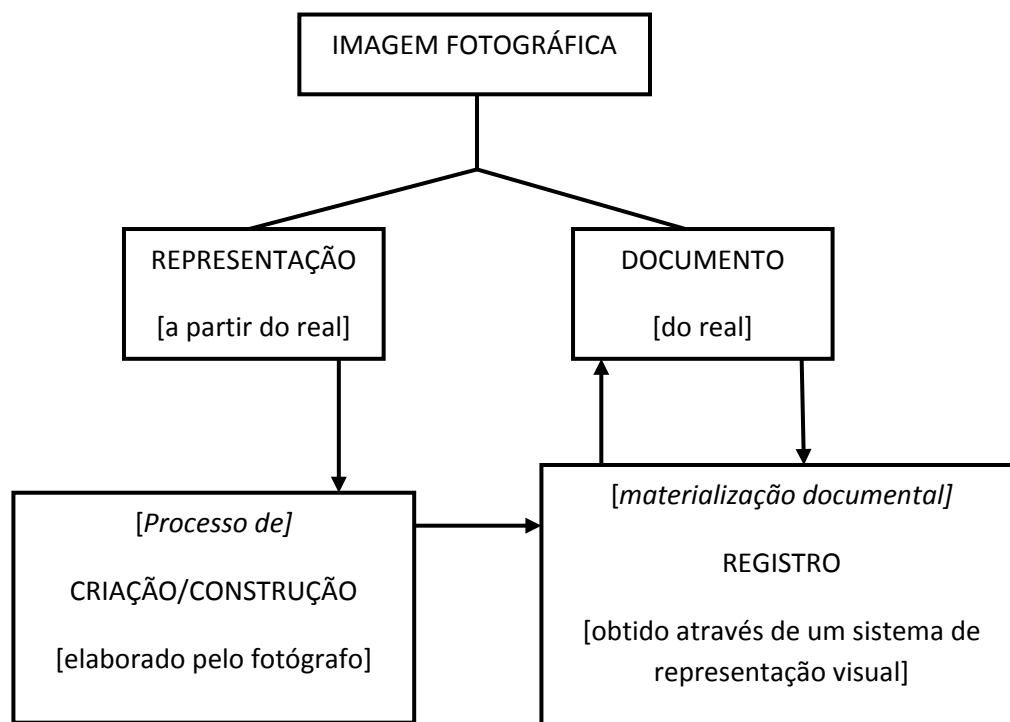 IMAGEM FOTOGRÁFICA
REPRESENTAÇÃO
[a partir do real]
DOCUMENTO
[do real]
[Processo de]
CRIAÇÃO/CONSTRUÇÃO
[elaborado pelo fotógrafo]
[materialização documental]
REGISTRO
[obtido através de um sistema de
representação visual]